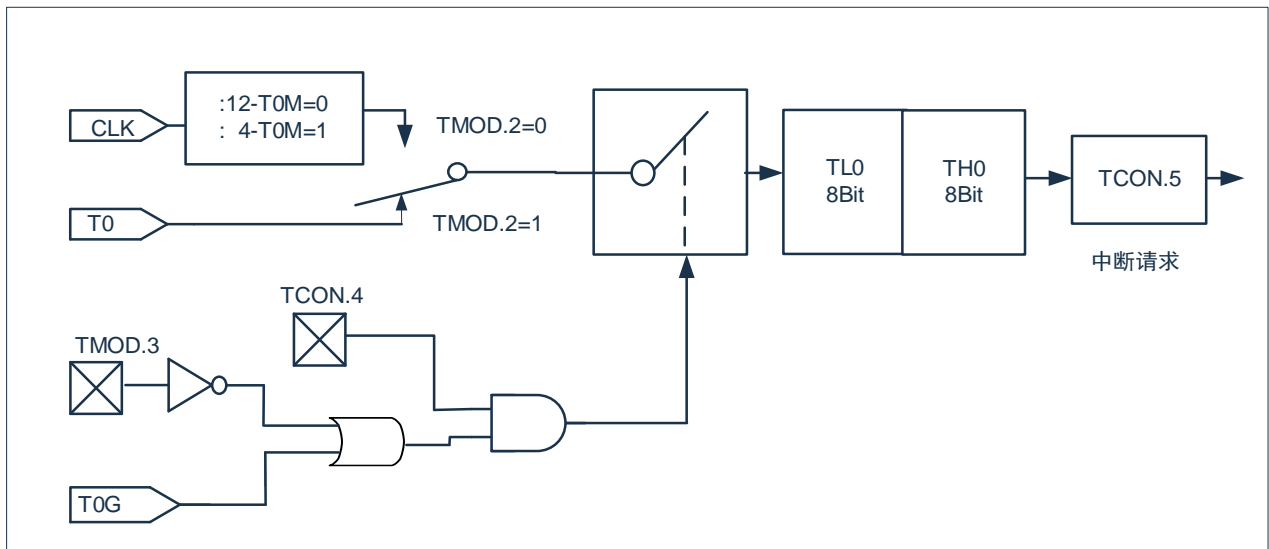 :12-T0M=0
: 4-T0M=1
CLK
TMOD.2=0
T0
TMOD.2=1
TL0
8Bit
TH0
8Bit
TCON.5
中断请求
TCON.4
TMOD.3
T0G